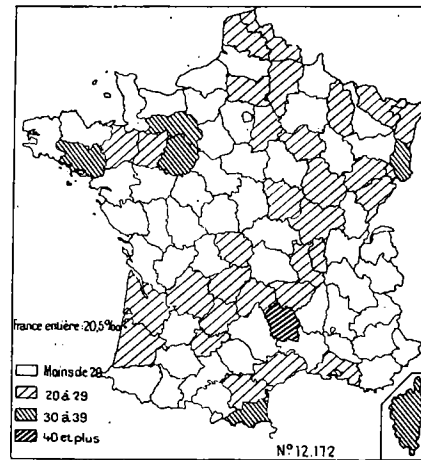 France entière : 20,5‰
Moins de 20
20 à 29
30 à 39
40 et plus
N° 12.172